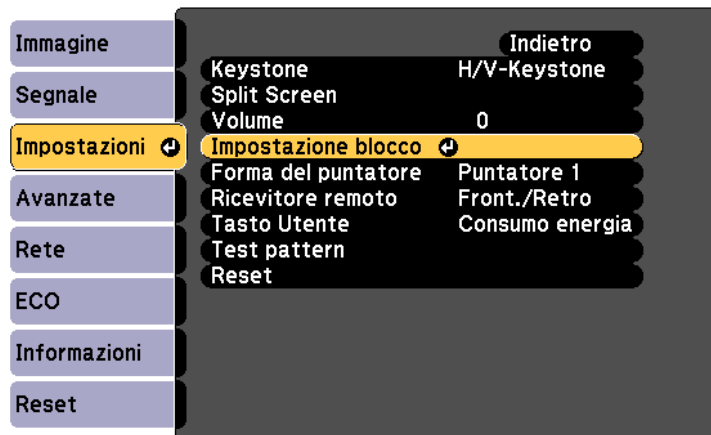 Immagine
Segnale
Impostazioni
Avanzate
Rete
ECO
Informazioni
Reset
Indietro
Keystone H/V-Keystone
Split Screen
Volume 0
Impostazione blocco
Forma del puntatore Puntatore 1
Ricevitore remoto Front./Retro
Tasto Utente Consumo energia
Test pattern
Reset